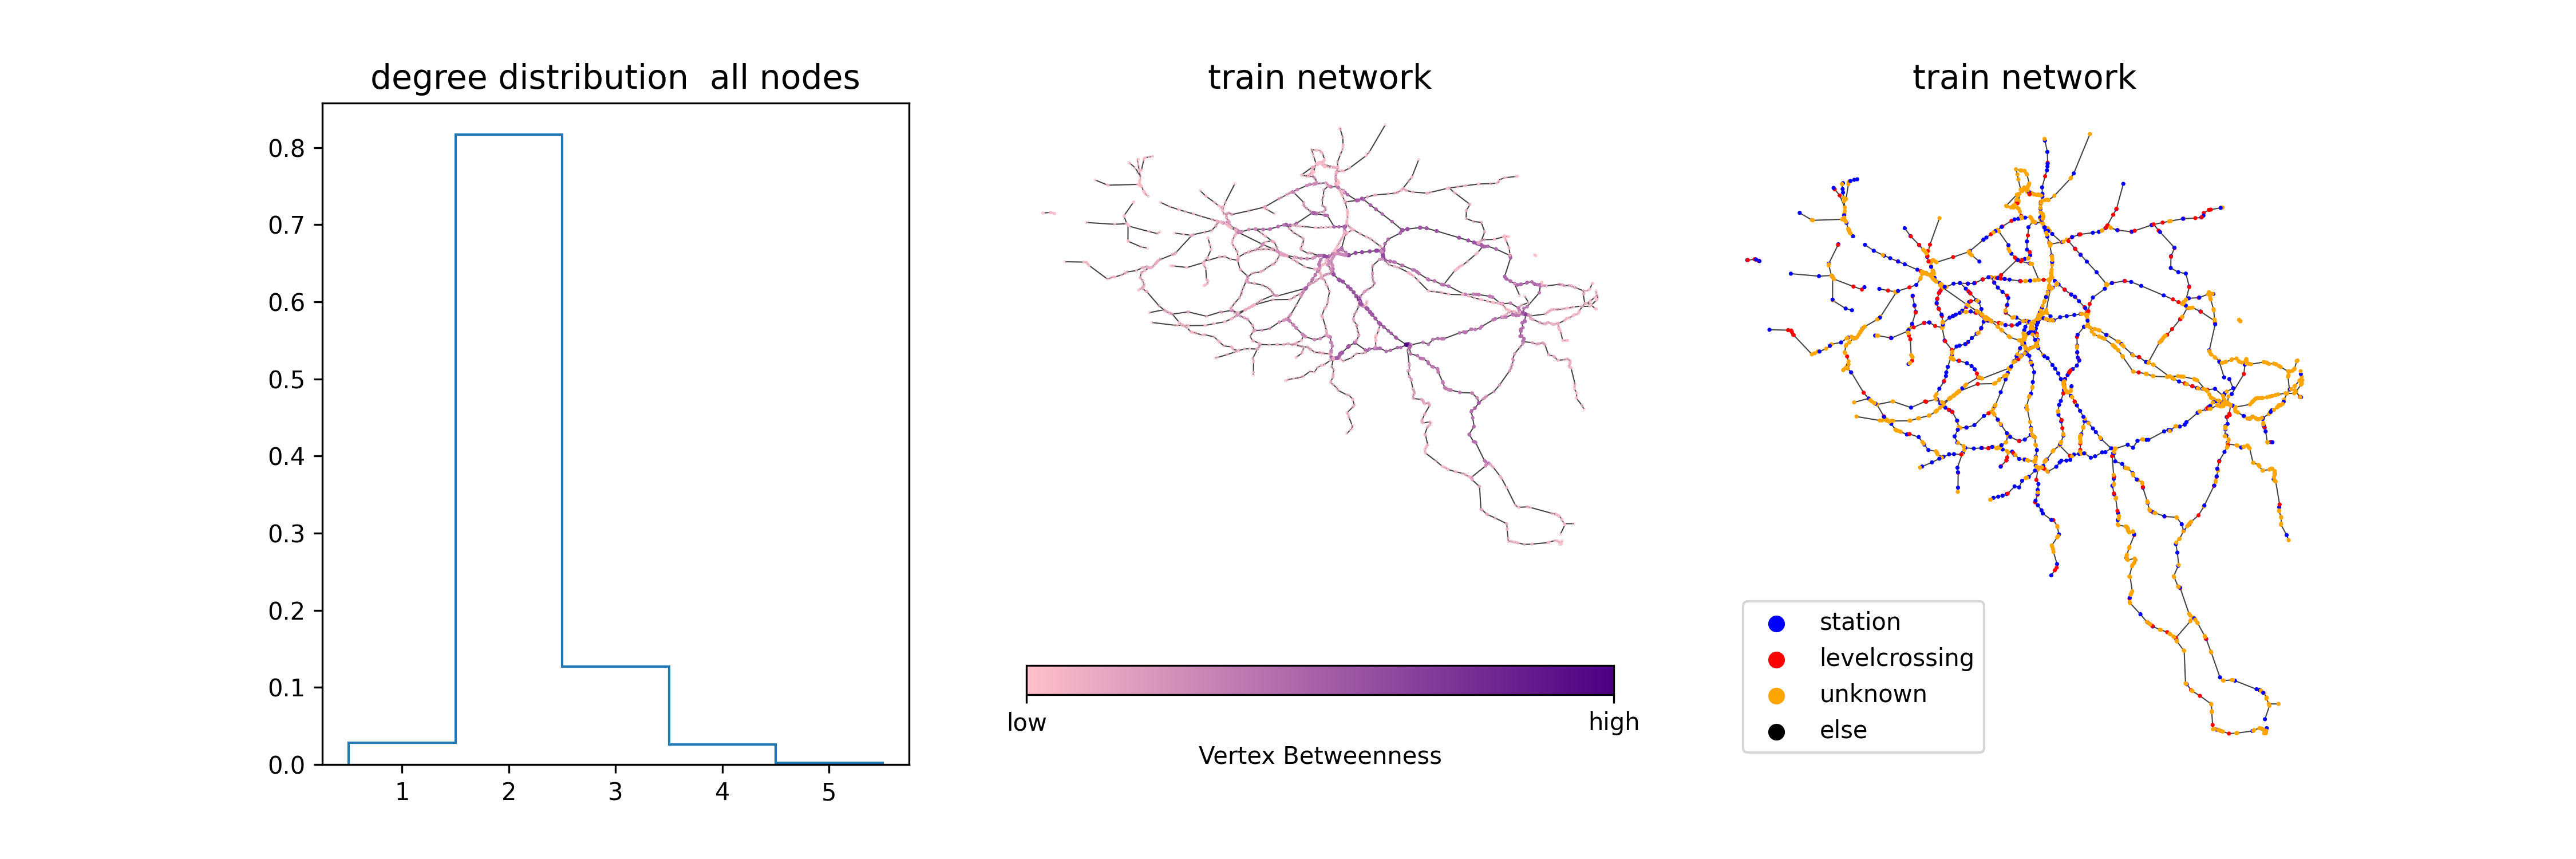 degree distribution  all nodes
0.8
0.7
0.6
0.5
0.4
0.3
0.2
0.1
0.0
1 2 3 4 5
train network
low high
Vertex Betweenness
train network
station
levelcrossing
unknown
else